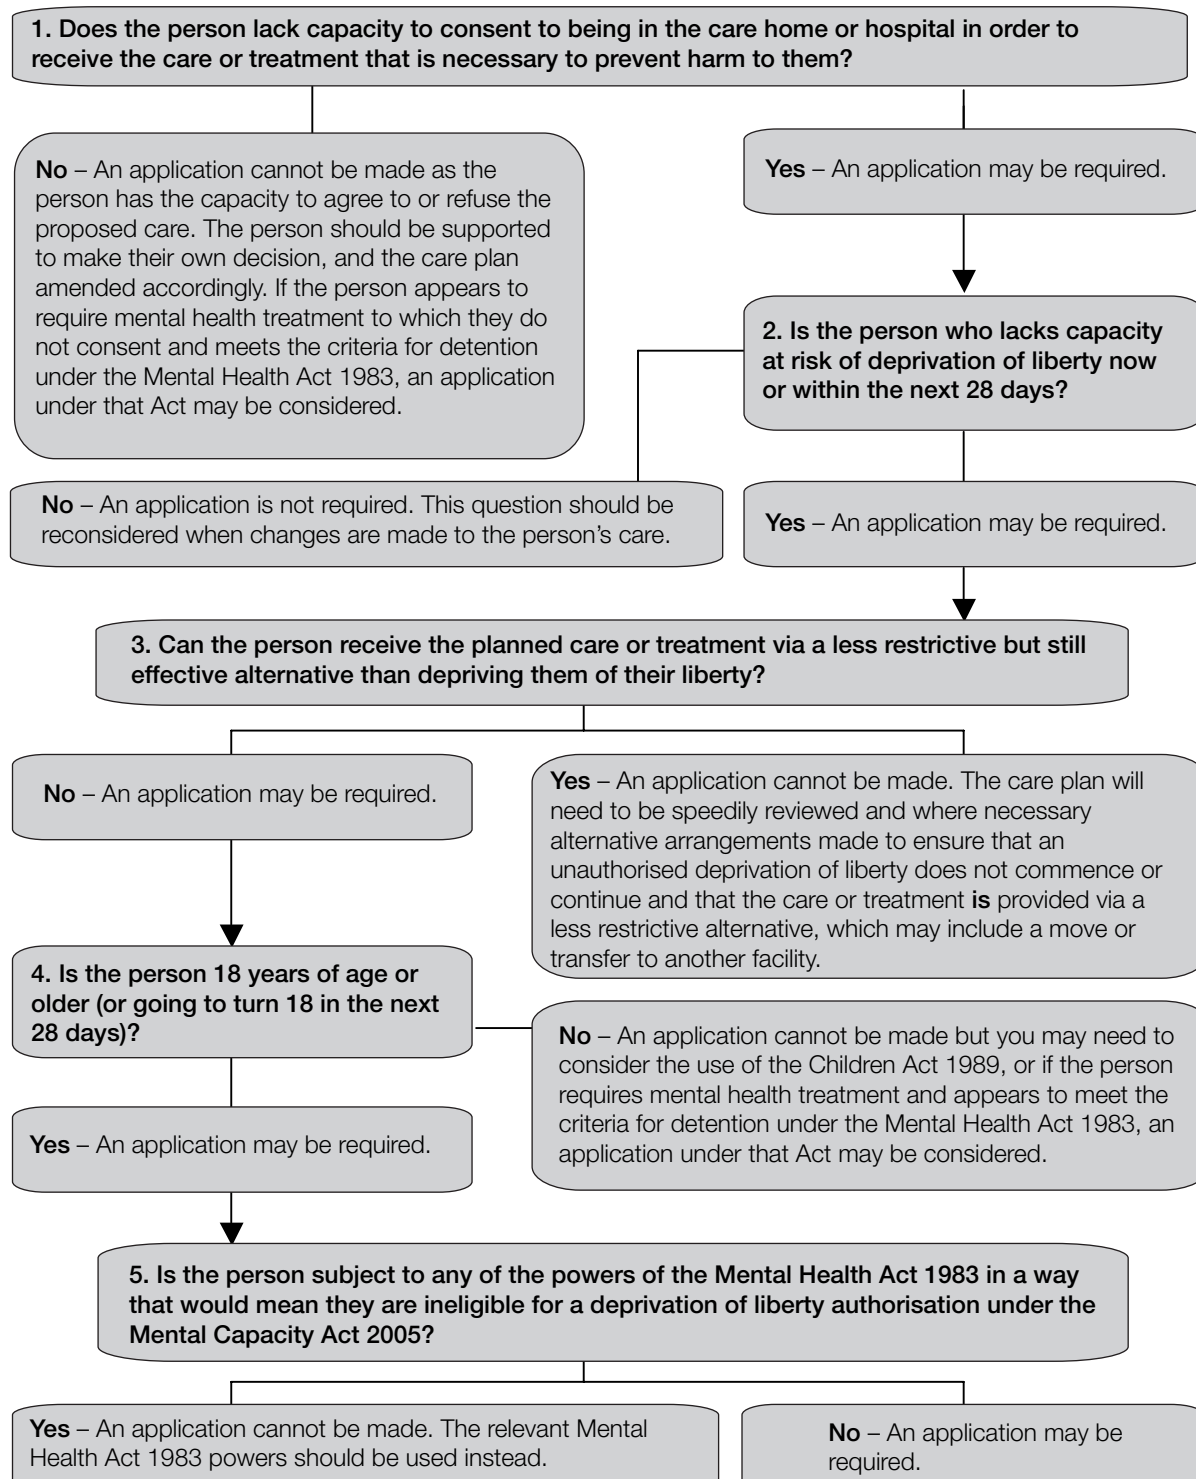 1. Does the person lack capacity to consent to being in the care home or hospital in order to
receive the care or treatment that is necessary to prevent harm to them?
No – An application cannot be made as the
person has the capacity to agree to or refuse the
proposed care. The person should be supported
to make their own decision, and the care plan
amended accordingly. If the person appears to
require mental health treatment to which they do
not consent and meets the criteria for detention
under the Mental Health Act 1983, an application
under that Act may be considered.
Yes – An application may be required.
2. Is the person who lacks capacity
at risk of deprivation of liberty now
or within the next 28 days?
No – An application is not required. This question should be
reconsidered when changes are made to the person's care.
Yes – An application may be required.
3. Can the person receive the planned care or treatment via a less restrictive but still
effective alternative than depriving them of their liberty?
No – An application may be required.
Yes – An application cannot be made. The care plan will
need to be speedily reviewed and where necessary
alternative arrangements made to ensure that an
unauthorised deprivation of liberty does not commence or
continue and that the care or treatment is provided via a
less restrictive alternative, which may include a move or
transfer to another facility.
4. Is the person 18 years of age or
older (or going to turn 18 in the next
28 days)?
No – An application cannot be made but you may need to
consider the use of the Children Act 1989, or if the person
requires mental health treatment and appears to meet the
criteria for detention under the Mental Health Act 1983, an
application under that Act may be considered.
Yes – An application may be required.
5. Is the person subject to any of the powers of the Mental Health Act 1983 in a way
that would mean they are ineligible for a deprivation of liberty authorisation under the
Mental Capacity Act 2005?
Yes – An application cannot be made. The relevant Mental
Health Act 1983 powers should be used instead.
No – An application may be
required.